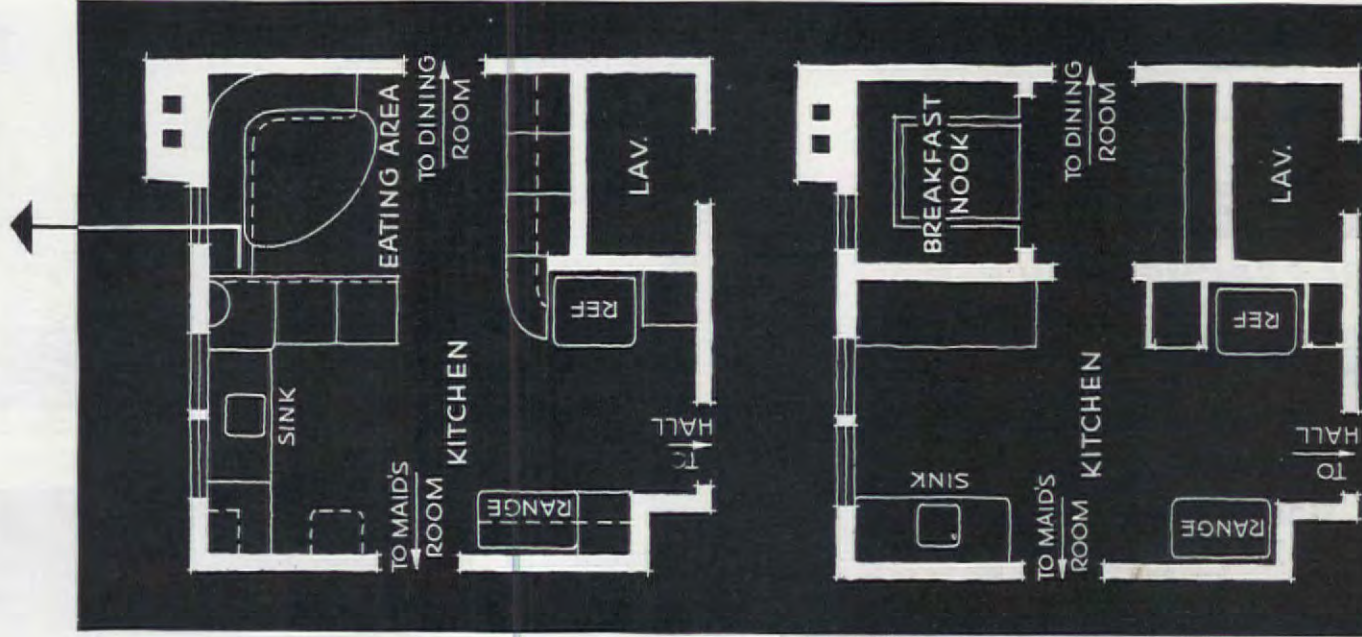 EATING AREA
TO DINING
ROOM
LAV.
REF
SINK
KITCHEN
TO
HALL
TO MAID'S
ROOM
RANGE
BREAKFAST
NOOK
TO DINING
ROOM
LAV.
REF
SINK
KITCHEN
TO
HALL
TO MAID'S
ROOM
RANGE